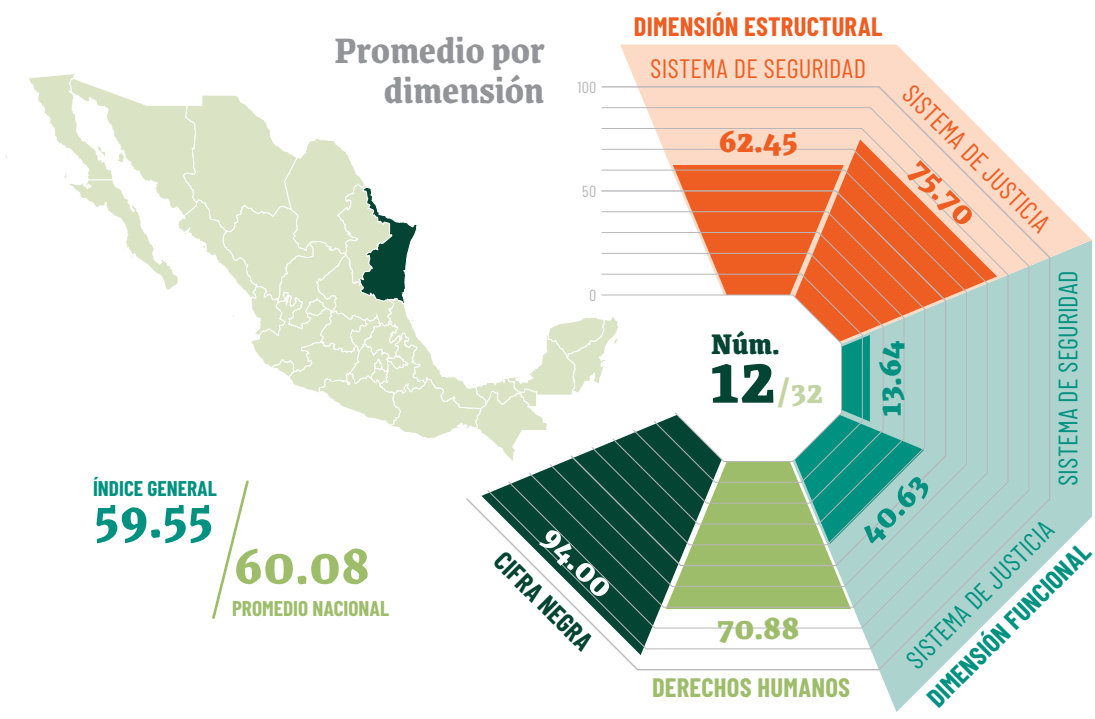 Promedio por
dimensión
DIMENSIÓN ESTRUCTURAL
SISTEMA DE SEGURIDAD
SISTEMA DE JUSTICIA
100
50
0
62.45
75.70
Núm.
12/32
13.64
SISTEMA DE SEGURIDAD
40.63
SISTEMA DE JUSTICIA
DIMENSIÓN FUNCIONAL
94.00
CIFRA NEGRA
70.88
DERECHOS HUMANOS
ÍNDICE GENERAL
59.55
60.08
PROMEDIO NACIONAL